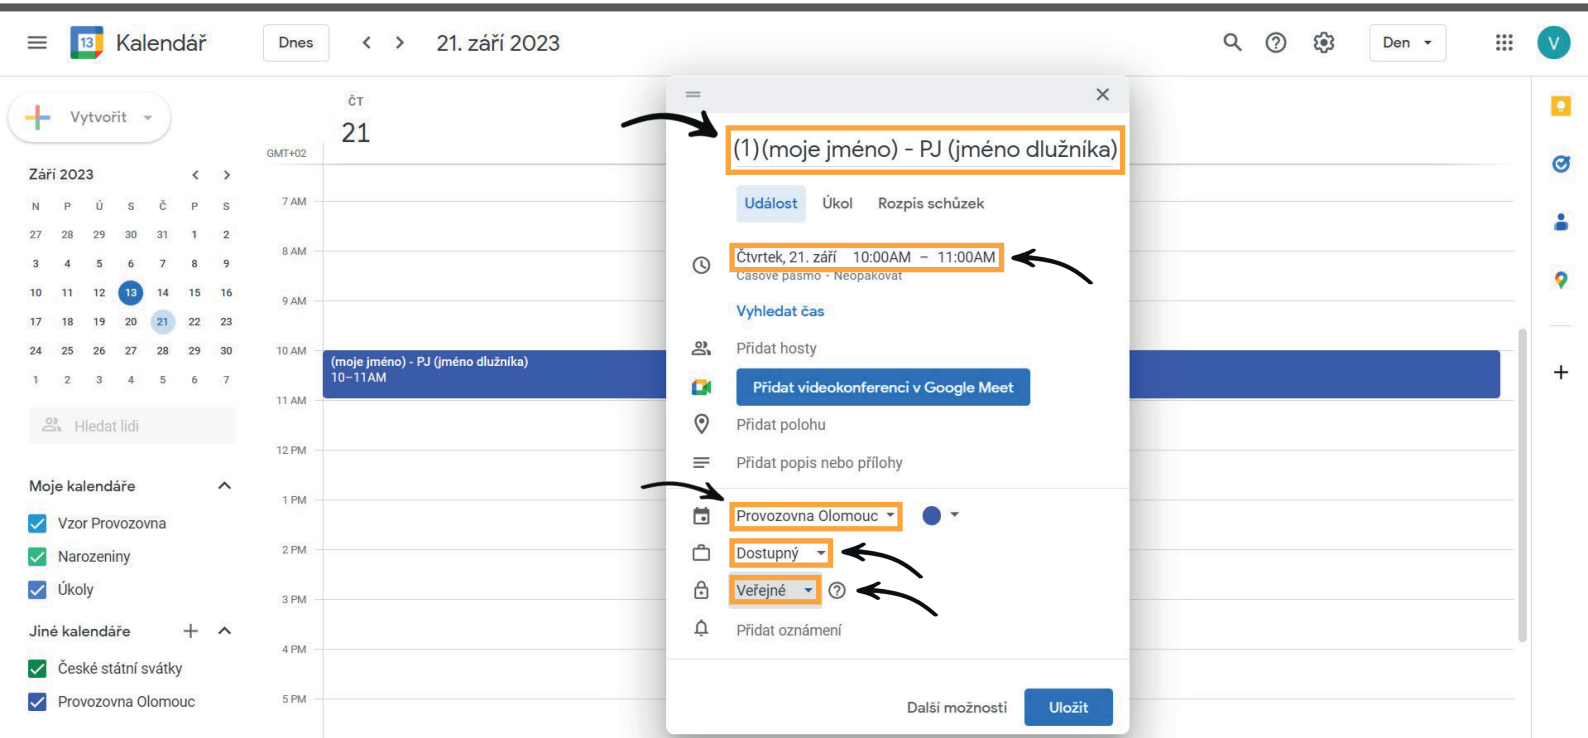 13 Kalendář Dnes 21. září 2023 Den V
Vytvořit
Září 2023
N P Ú S Č P S
27 28 29 30 31 1 2
3 4 5 6 7 8 9
10 11 12 13 14 15 16
17 18 19 20 21 22 23
24 25 26 27 28 29 30
1 2 3 4 5 6 7
Hledat lidi
Moje kalendáře
Vzor Provozovna
Narozeniny
Úkoly
Jiné kalendáře
České státní svátky
Provozovna Olomouc
ČT
21
GMT+02
7 AM
8 AM
9 AM
10 AM
11 AM
12 PM
1 PM
2 PM
3 PM
4 PM
5 PM
(moje jméno) - PJ (jméno dlužníka)
10–11AM
(1)(moje jméno) - PJ (jméno dlužníka)
Událost Úkol Rozpis schůzek
Čtvrtek, 21. září 10:00AM – 11:00AM
Časové pásmo · Neopakovat
Vyhledat čas
Přidat hosty
Přidat videokonferenci v Google Meet
Přidat polohu
Přidat popis nebo přílohy
Provozovna Olomouc
Dostupný
Veřejné
Přidat oznámení
Další možnosti Uložit